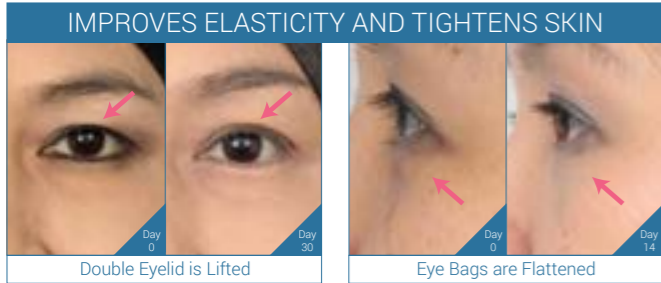 IMPROVES ELASTICITY AND TIGHTENS SKIN
Day
0
Day
30
Day
0
Day
14
Double Eyelid is Lifted
Eye Bags are Flattened